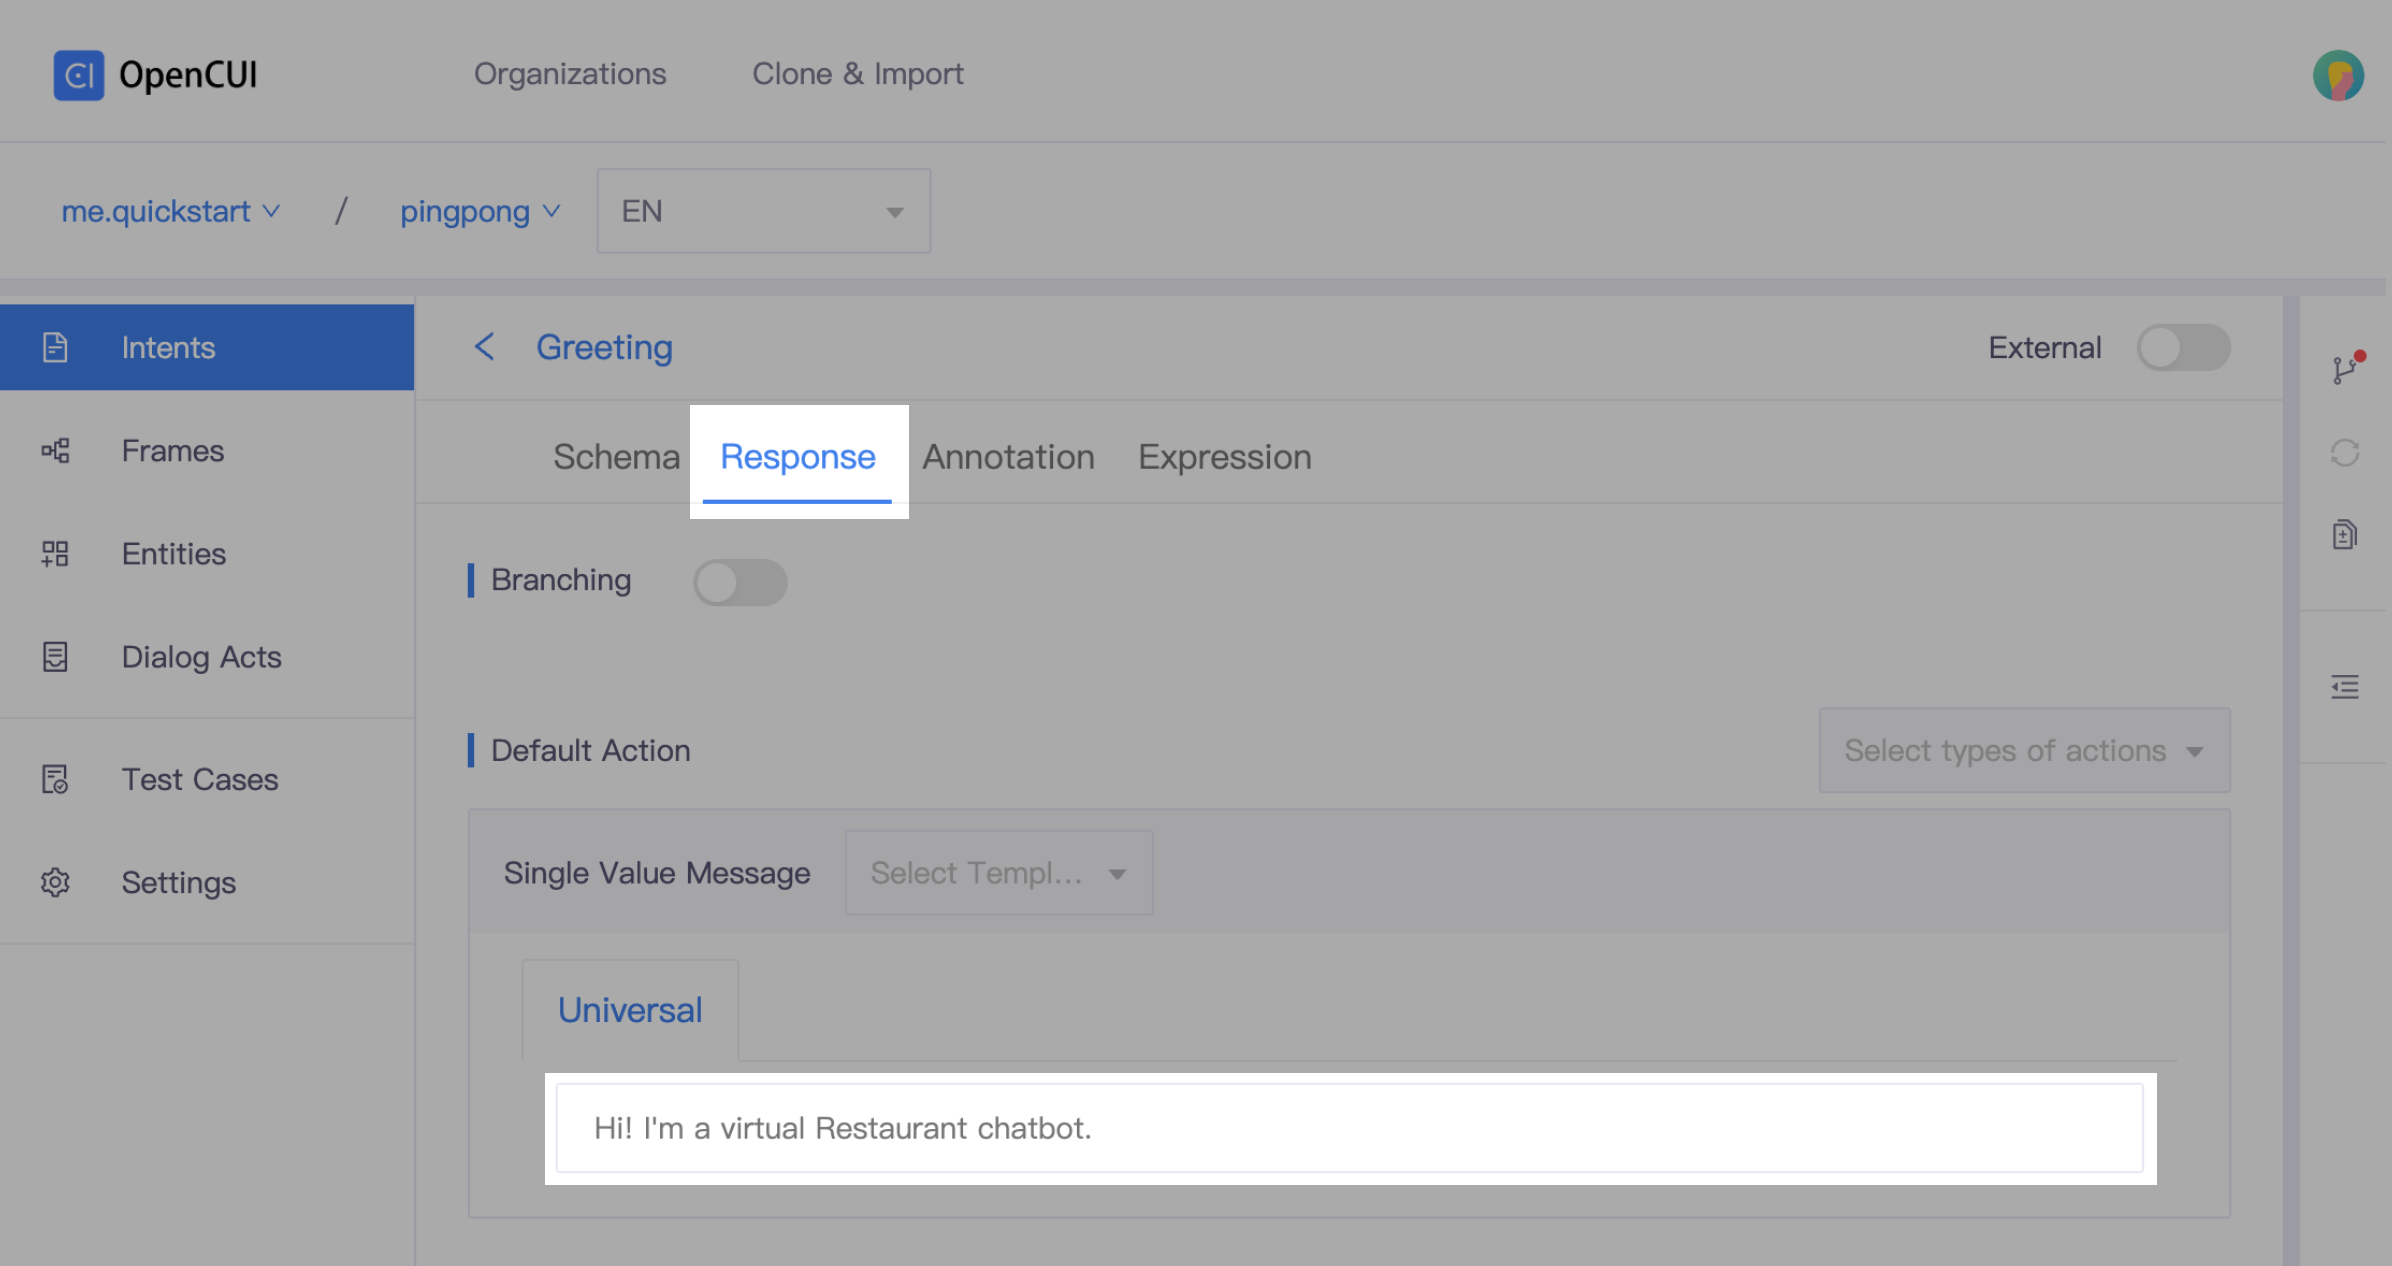 OpenCUI
Organizations
Clone & Import
me.quickstart
/
pingpong
EN
Intents
Frames
Entities
Dialog Acts
Test Cases
Settings
Greeting
External
Schema
Response
Annotation
Expression
Branching
Default Action
Select types of actions
Single Value Message
Select Templ...
Universal
Hi! I'm a virtual Restaurant chatbot.